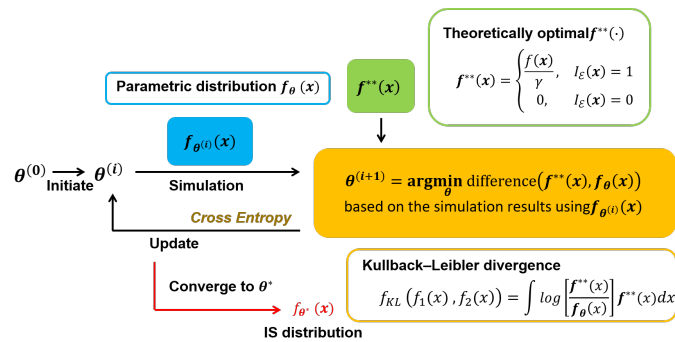 Theoretically optimal f**(·)
f**(x) = { f(x)/γ, I_ℰ(x) = 1
0, I_ℰ(x) = 0
Parametric distribution f_θ(x)
f**(x)
f_θ^(i)(x)
θ^(0)
Initiate
θ^(i)
Simulation
θ^(i+1) = argmin_θ difference(f**(x), f_θ(x))
based on the simulation results using f_θ^(i)(x)
Cross Entropy
Update
Converge to θ*
f_θ*(x)
IS distribution
Kullback–Leibler divergence
f_KL(f₁(x), f₂(x)) = ∫ log[f**(x)/f_θ(x)] f**(x)dx